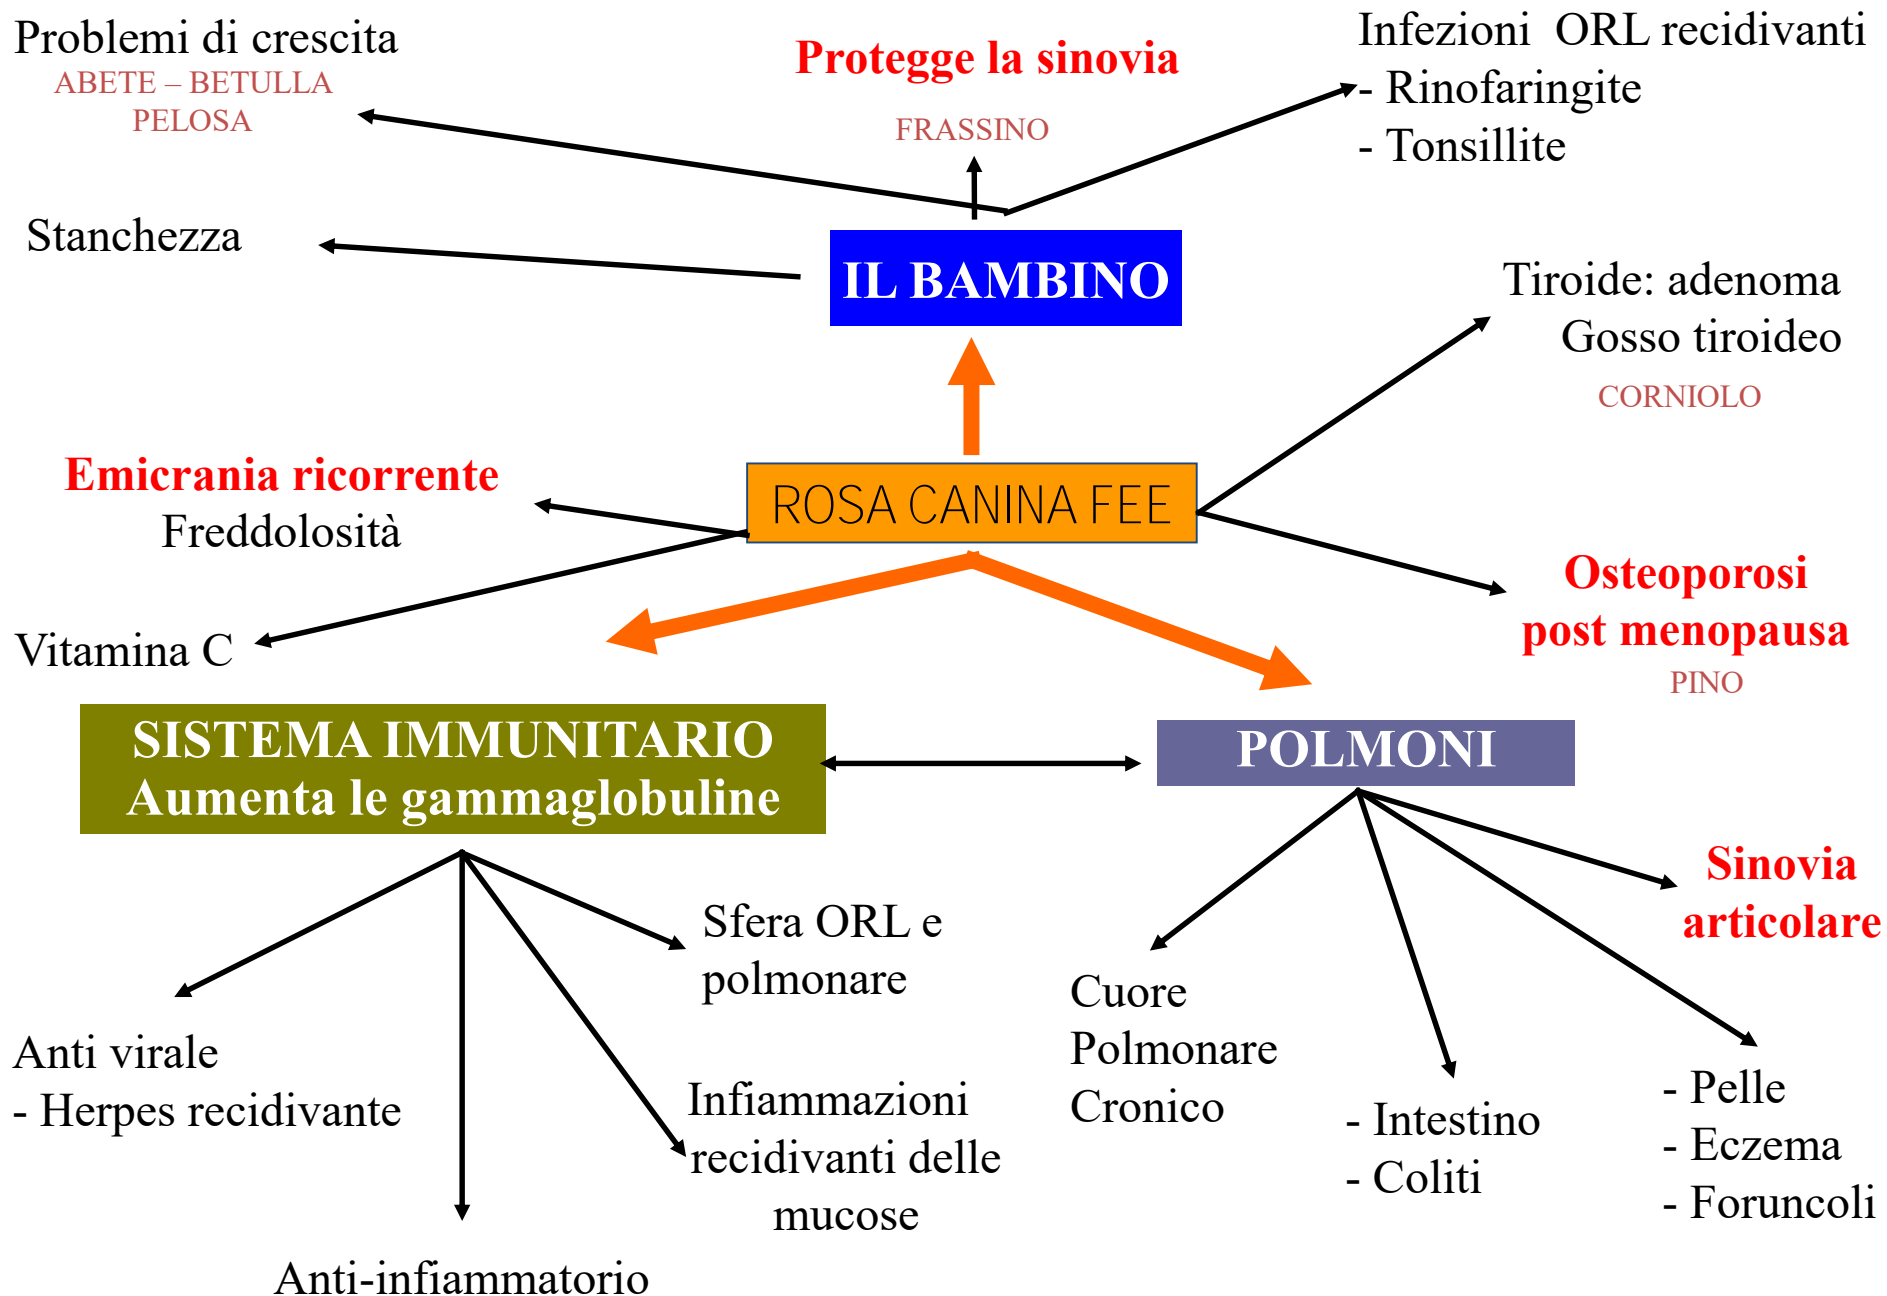 Problemi di crescita
ABETE – BETULLA
PELOSA
Protegge la sinovia
FRASSINO
Infezioni  ORL recidivanti
- Rinofaringite
- Tonsillite
Stanchezza
IL BAMBINO
Tiroide: adenoma
Gosso tiroideo
CORNIOLO
Emicrania ricorrente
Freddolosità
ROSA CANINA FEE
Osteoporosi
post menopausa
PINO
Vitamina C
SISTEMA IMMUNITARIO
Aumenta le gammaglobuline
POLMONI
Sinovia
articolare
Sfera ORL e
polmonare
Cuore
Polmonare
Cronico
Anti virale
- Herpes recidivante
Infiammazioni
recidivanti delle
mucose
- Intestino
- Coliti
- Pelle
- Eczema
- Foruncoli
Anti-infiammatorio